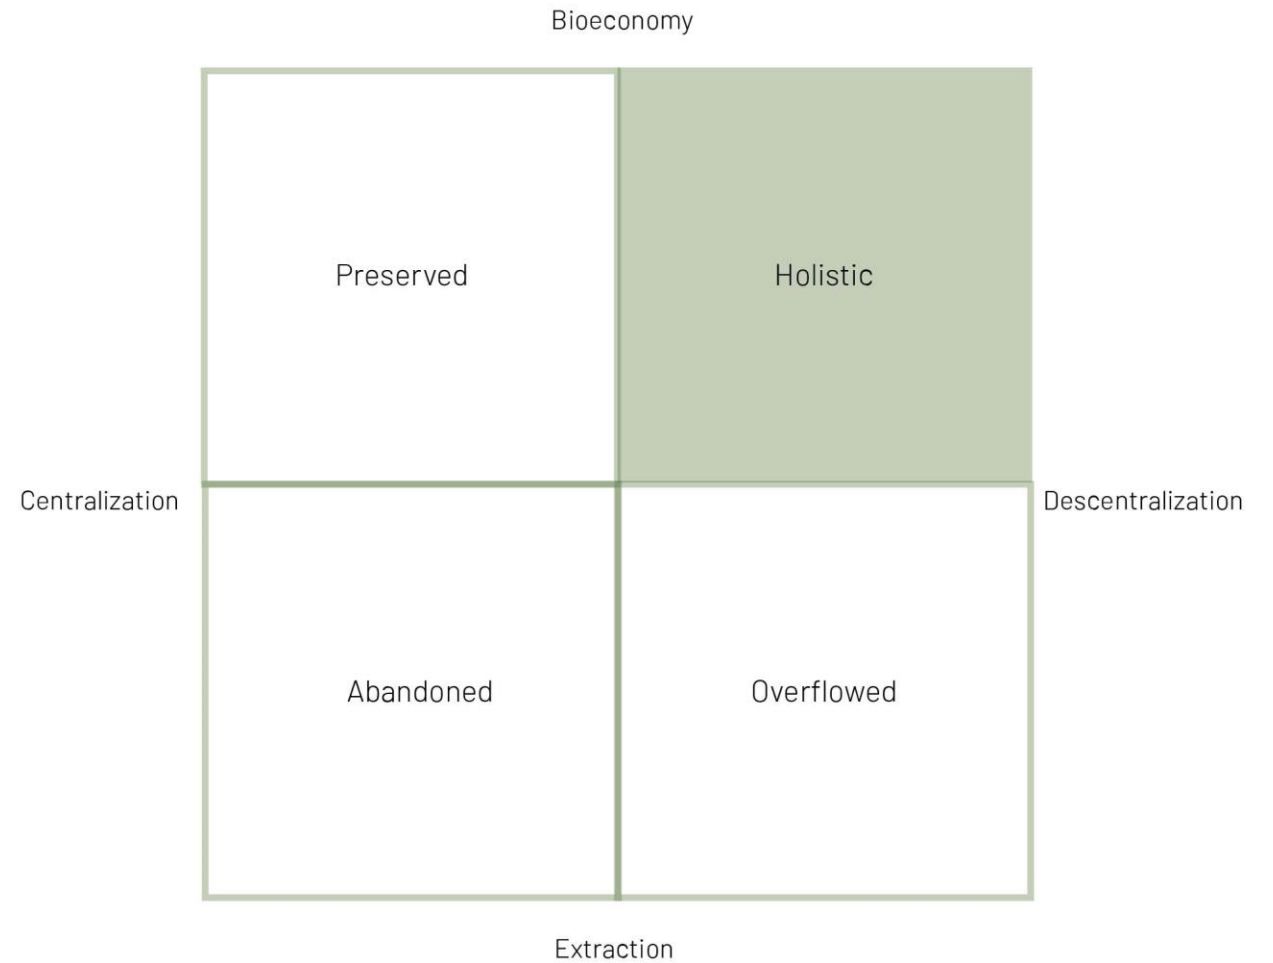 Bioeconomy
Preserved
Holistic
Centralization
Descentralization
Abandoned
Overflowed
Extraction